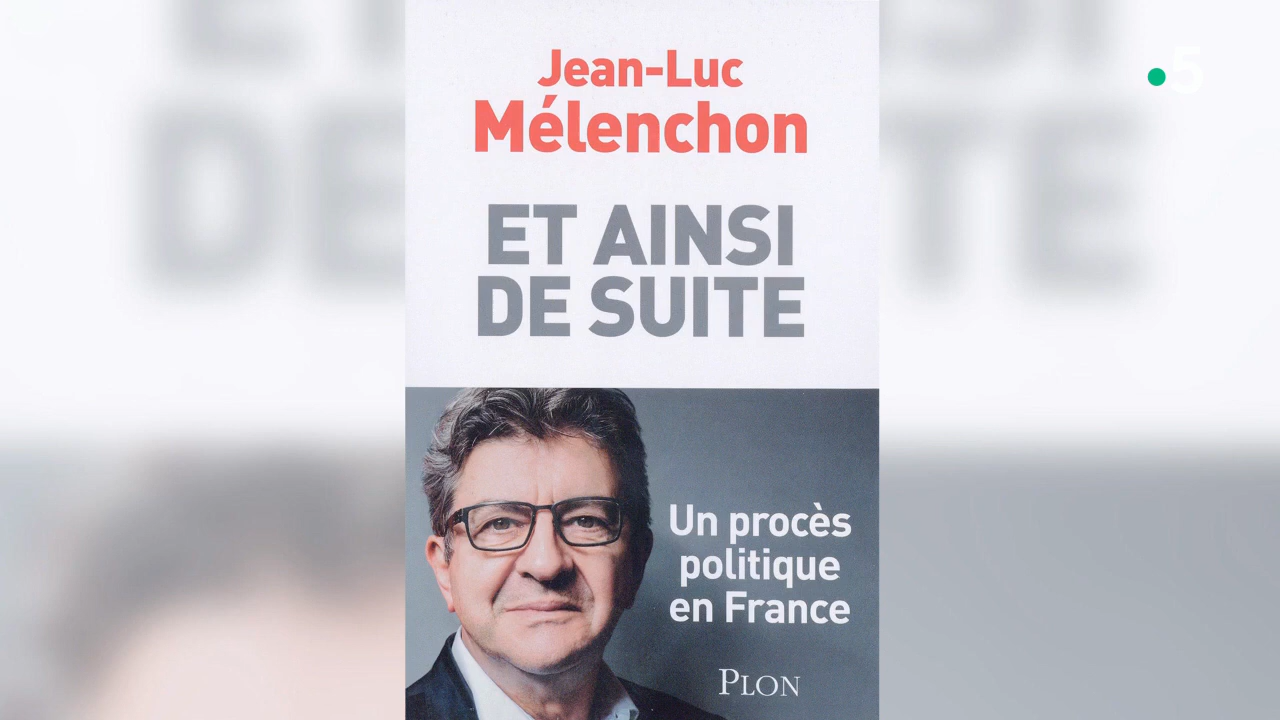 Jean-Luc
Mélenchon
ET AINSI
DE SUITE
Un procès
politique
en France
PLON
5